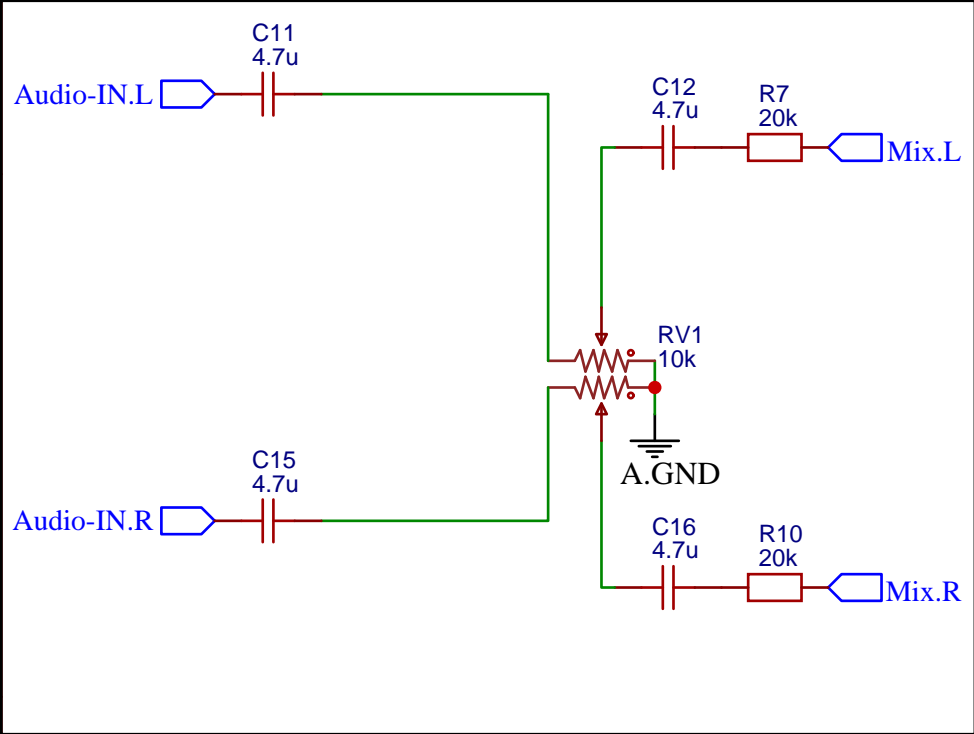 C11
4.7u
Audio-IN.L
C12
4.7u
R7
20k
Mix.L
RV1
10k
A.GND
C15
4.7u
Audio-IN.R
C16
4.7u
R10
20k
Mix.R